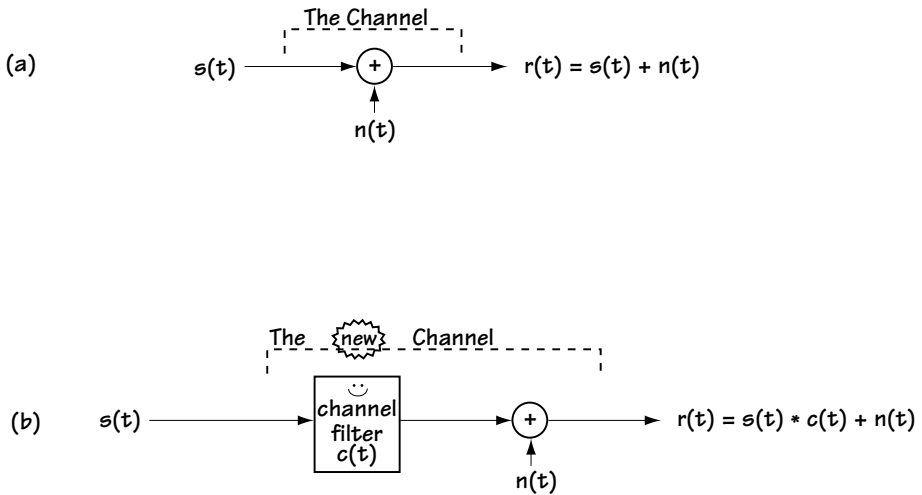 The Channel
(a)
s(t)
+
r(t) = s(t) + n(t)
n(t)
The new Channel
(b)
s(t)
channel
filter
c(t)
+
r(t) = s(t) * c(t) + n(t)
n(t)